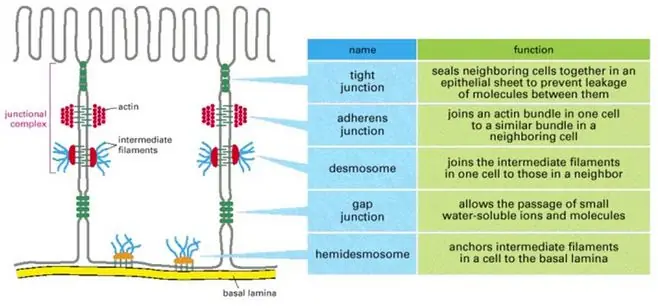 junctional
complex
actin
intermediate
filaments
basal lamina
name
function
tight
junction
seals neighboring cells together in an
epithelial sheet to prevent leakage
of molecules between them
adherens
junction
joins an actin bundle in one cell
to a similar bundle in a
neighboring cell
desmosome
joins the intermediate filaments
in one cell to those in a neighbor
gap
junction
allows the passage of small
water-soluble ions and molecules
hemidesmosome
anchors intermediate filaments
in a cell to the basal lamina